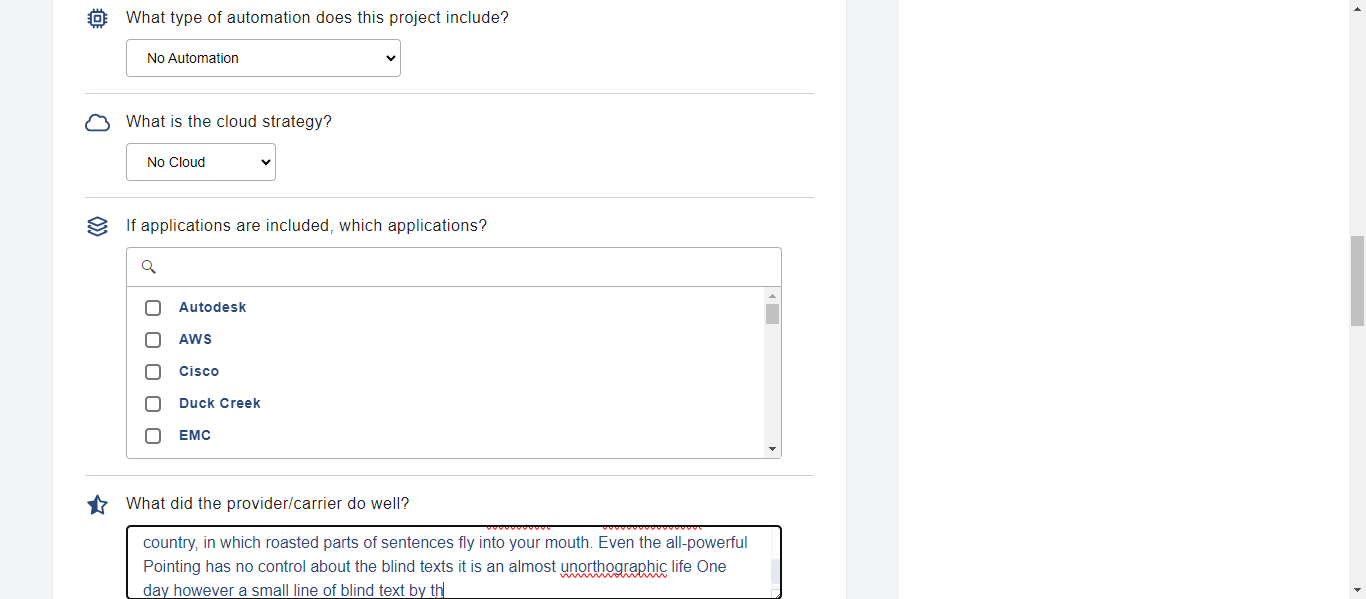 What type of automation does this project include?
No Automation
What is the cloud strategy?
No Cloud
If applications are included, which applications?
Autodesk
AWS
Cisco
Duck Creek
EMC
What did the provider/carrier do well?
country, in which roasted parts of sentences fly into your mouth. Even the all-powerful
Pointing has no control about the blind texts it is an almost unorthographic life One
day however a small line of blind text by th